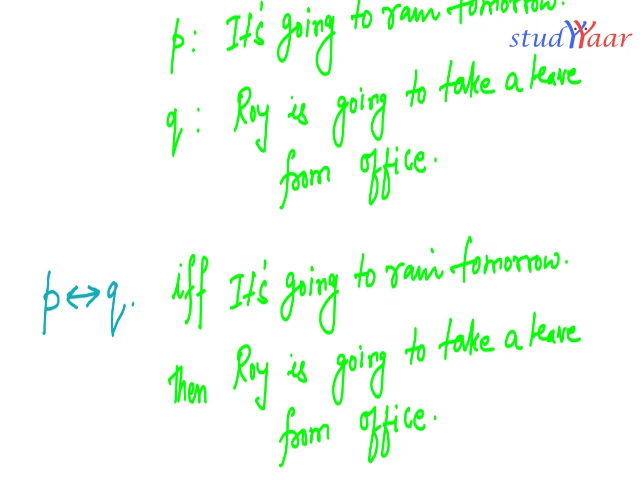 p: It's going to rain tomorrow.
studYYaar
q: Roy is going to take a leave
from office.
p↔q. iff It's going to rain tomorrow.
Then Roy is going to take a leave
from office.